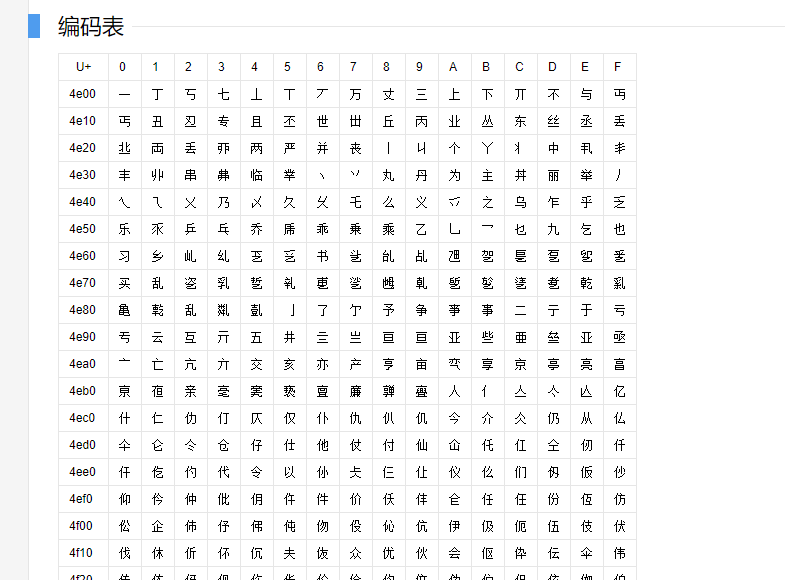 编码表
U+ 0 1 2 3 4 5 6 7 8 9 A B C D E F
4e00 一 丁 丂 七 丄 丅 丆 万 丈 三 上 下 丌 不 与 丏
4e10 丐 丑 丒 专 且 丕 世 丗 丘 丙 业 丛 东 丝 丞 丢
4e20 丠 両 丢 丣 两 严 並 丧 丨 丩 个 丫 丬 中 丮 丯
4e30 丰 丱 串 丳 临 丵 丶 丷 丸 丹 为 主 丼 丽 举 丿
4e40 乀 乁 乂 乃 乄 久 乆 乇 么 义 乊 之 乌 乍 乎 乏
4e50 乐 乑 乒 乓 乔 乕 乖 乗 乘 乙 乚 乛 乜 九 乞 也
4e60 习 乡 乢 乣 乤 乥 书 乧 乨 乩 乪 乫 乬 乭 乮 乯
4e70 买 乱 乲 乳 乴 乵 乶 乷 乸 乹 乺 乻 乼 乽 乾 乿
4e80 亀 亁 亂 亃 亄 亅 了 亇 予 争 亊 事 二 亍 于 亏
4e90 亐 云 互 亓 五 井 亖 亗 亘 亙 亚 些 亜 亝 亞 亟
4ea0 亠 亡 亢 亣 交 亥 亦 产 亨 亩 亪 享 京 亭 亮 亯
4eb0 亰 亱 亲 亳 亴 亵 亶 亷 亸 亹 人 亻 亼 亽 亾 亿
4ec0 什 仁 仂 仃 仄 仅 仆 仇 仈 仉 今 介 仌 仍 从 仏
4ed0 仐 仑 仒 仓 仔 仕 他 仗 付 仙 仚 仛 仜 仝 仞 仟
4ee0 仠 仡 仢 代 令 以 仦 仧 仨 仩 仪 仫 们 仭 仮 仯
4ef0 仰 仱 仲 仳 仴 仵 件 价 仸 仹 仺 任 仼 份 仾 仿
4f00 伀 企 伂 伃 伄 伅 伆 伇 伈 伉 伊 伋 伌 伍 伎 伏
4f10 伐 休 伒 伓 伔 伕 伖 众 优 伙 会 伛 伜 伝 伞 伟
4f20